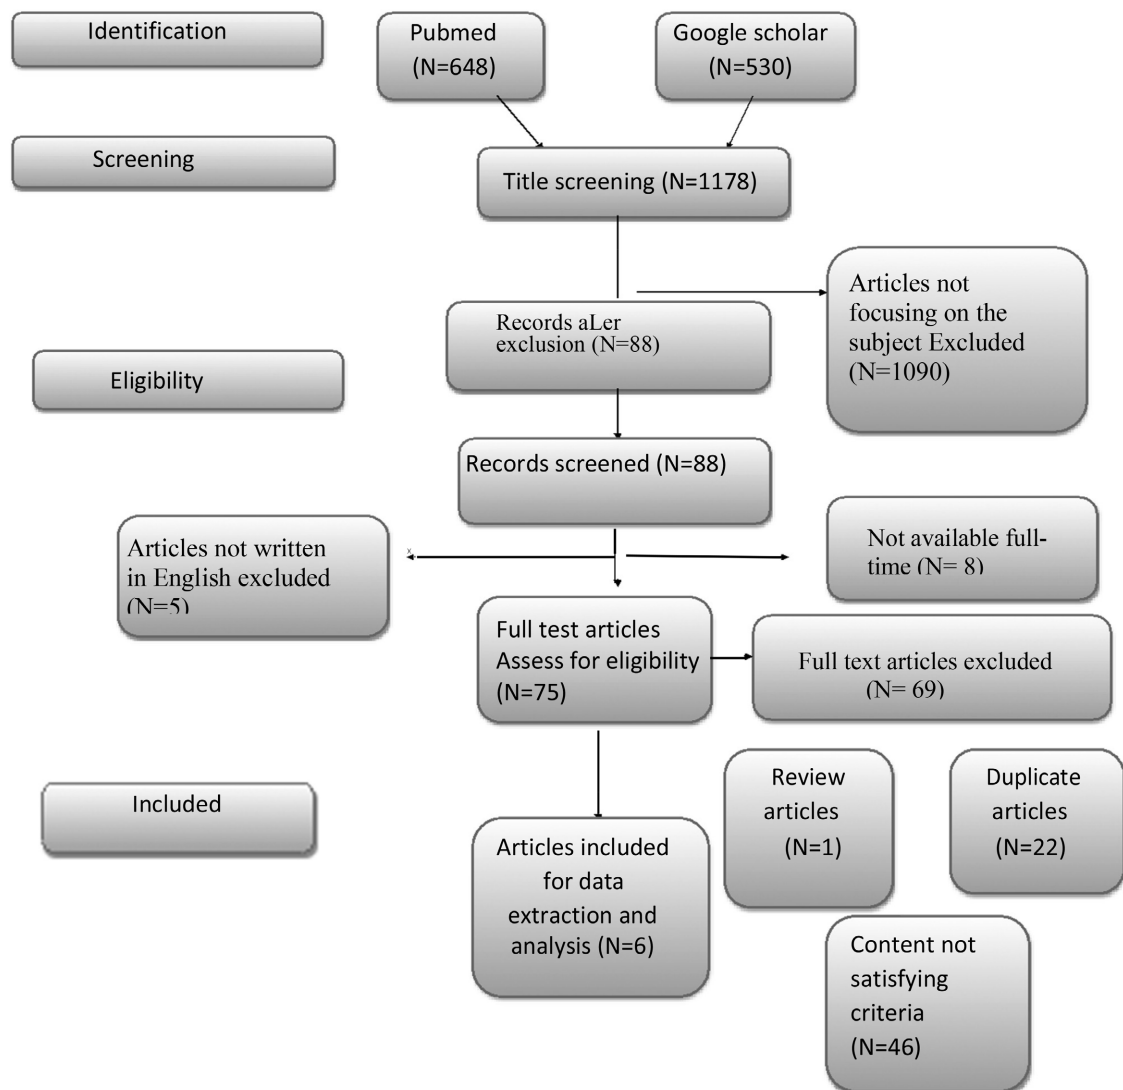 Identification
Pubmed
(N=648)
Google scholar
(N=530)
Screening
Title screening (N=1178)
Articles not
focusing on the
subject Excluded
(N=1090)
Records aLer
exclusion (N=88)
Eligibility
Records screened (N=88)
Articles not written
in English excluded
(N=5)
Not available full-
time (N= 8)
Full test articles
Assess for eligibility
(N=75)
Full text articles excluded
(N= 69)
Included
Review
articles
(N=1)
Duplicate
articles
(N=22)
Articles included
for data
extraction and
analysis (N=6)
Content not
satisfying
criteria
(N=46)